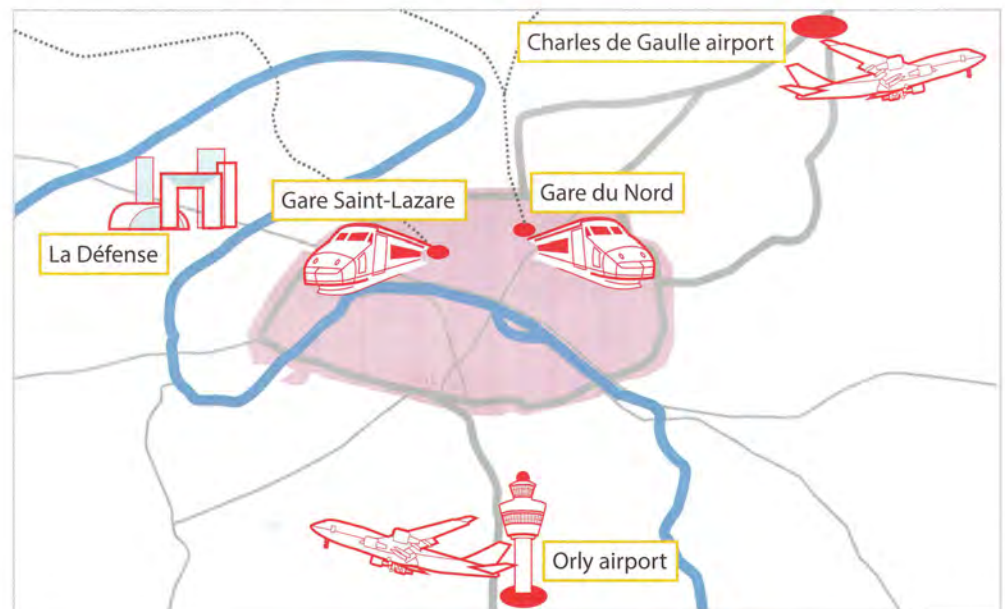 Charles de Gaulle airport
Gare Saint-Lazare
Gare du Nord
La Défense
Orly airport